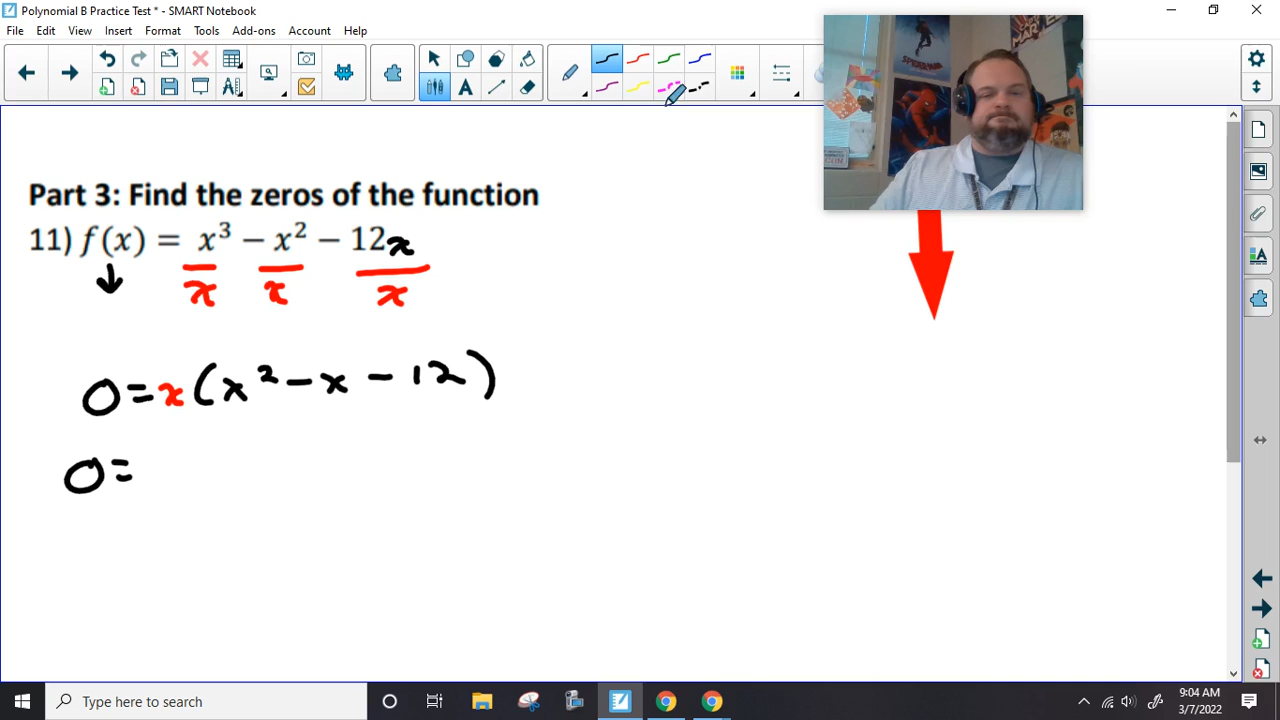 Polynomial B Practice Test * - SMART Notebook
File Edit View Insert Format Tools Add-ons Account Help
Part 3: Find the zeros of the function
11) f(x) = x³ − x² − 12x
x x x
0 = x(x² − x − 12)
0 =
Type here to search
9:04 AM
3/7/2022